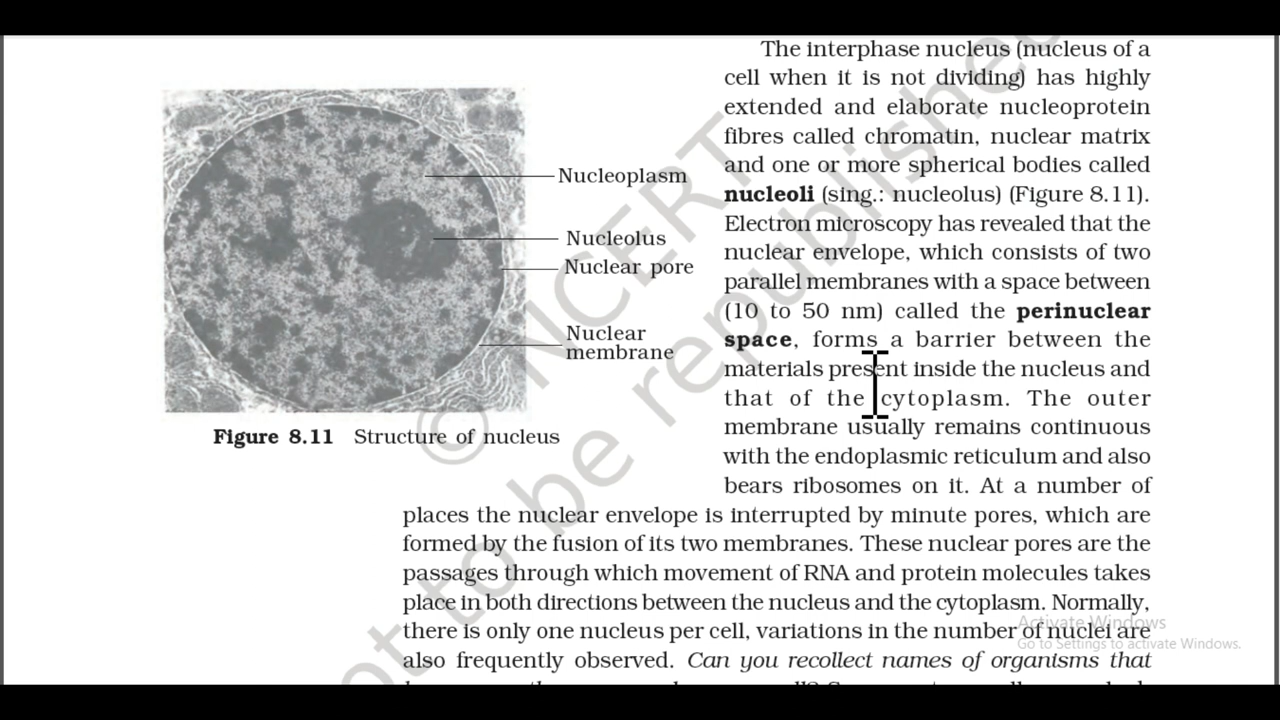 The interphase nucleus (nucleus of a
cell when it is not dividing) has highly
extended and elaborate nucleoprotein
fibres called chromatin, nuclear matrix
and one or more spherical bodies called
nucleoli (sing.: nucleolus) (Figure 8.11).
Electron microscopy has revealed that the
nuclear envelope, which consists of two
parallel membranes with a space between
(10 to 50 nm) called the perinuclear
space, forms a barrier between the
materials present inside the nucleus and
that of the cytoplasm. The outer
membrane usually remains continuous
with the endoplasmic reticulum and also
bears ribosomes on it. At a number of
places the nuclear envelope is interrupted by minute pores, which are
formed by the fusion of its two membranes. These nuclear pores are the
passages through which movement of RNA and protein molecules takes
place in both directions between the nucleus and the cytoplasm. Normally,
there is only one nucleus per cell, variations in the number of nuclei are
also frequently observed. Can you recollect names of organisms that
Nucleoplasm
Nucleolus
Nuclear pore
Nuclear
membrane
Figure 8.11 Structure of nucleus
© NCERT
not to be republished
Activate Windows
Go to Settings to activate Windows.